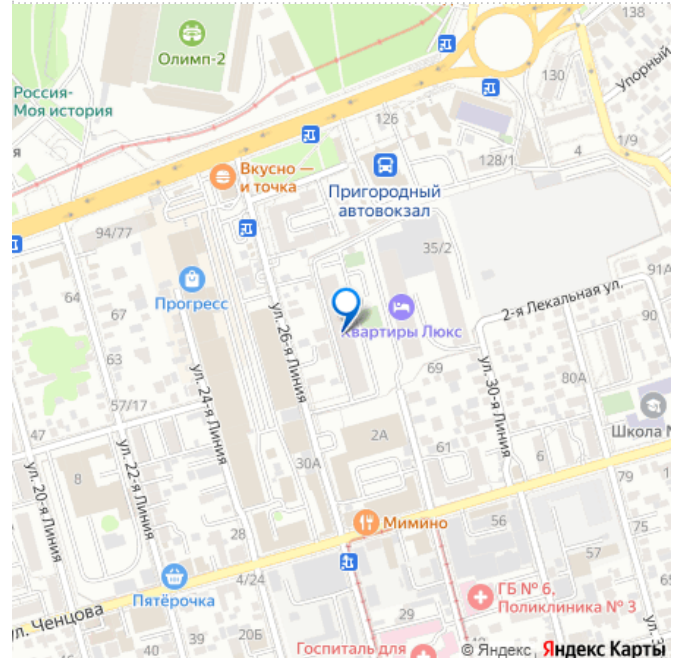 138
Олимп-2
130
Упорный
Россия-
Моя история
126
1/9
я
128/1
4
Вкусно —
и точка
Пригородный
автовокзал
94/77
35/2
91А
64
Прогресс
2-я Лекальная ул.
67
90
Квартиры Люкс
63
69
80А
ул. 26-я Линия
ул. 24-я Линия
ул. 30-я Линия
57/17
47
2А
Школа №
61
6
8
30А
79
ул. 20-я Линия
ул. 22-я Линия
Мимино
56
75
28
57
4/24
ГБ № 6,
Поликлиника № 3
65
Пятёрочка
ул. Ченцова
20Б
29
Госпиталь для
© Яндекс Яндекс Карты